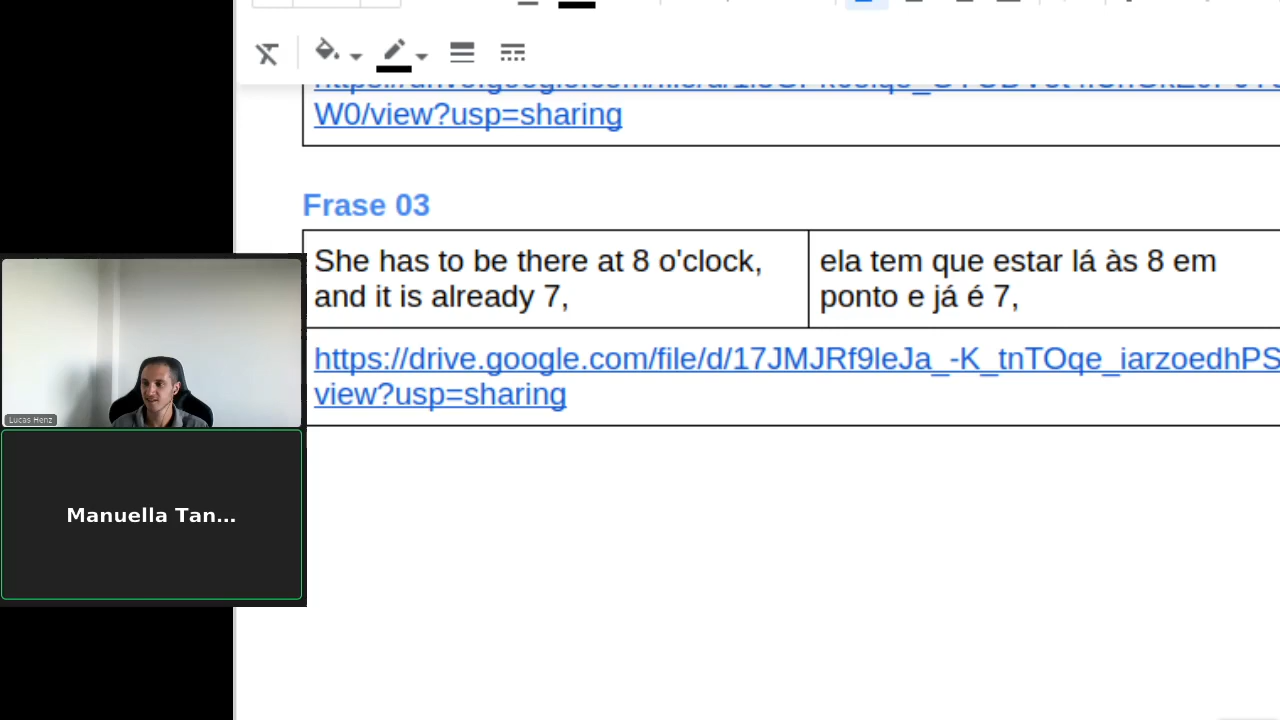 W0/view?usp=sharing
Frase 03
She has to be there at 8 o'clock,
and it is already 7,
ela tem que estar lá às 8 em
ponto e já é 7,
https://drive.google.com/file/d/17JMJRf9leJa_-K_tnTOqe_iarzoedhPS
view?usp=sharing
Lucas Henz
Manuella Tan...